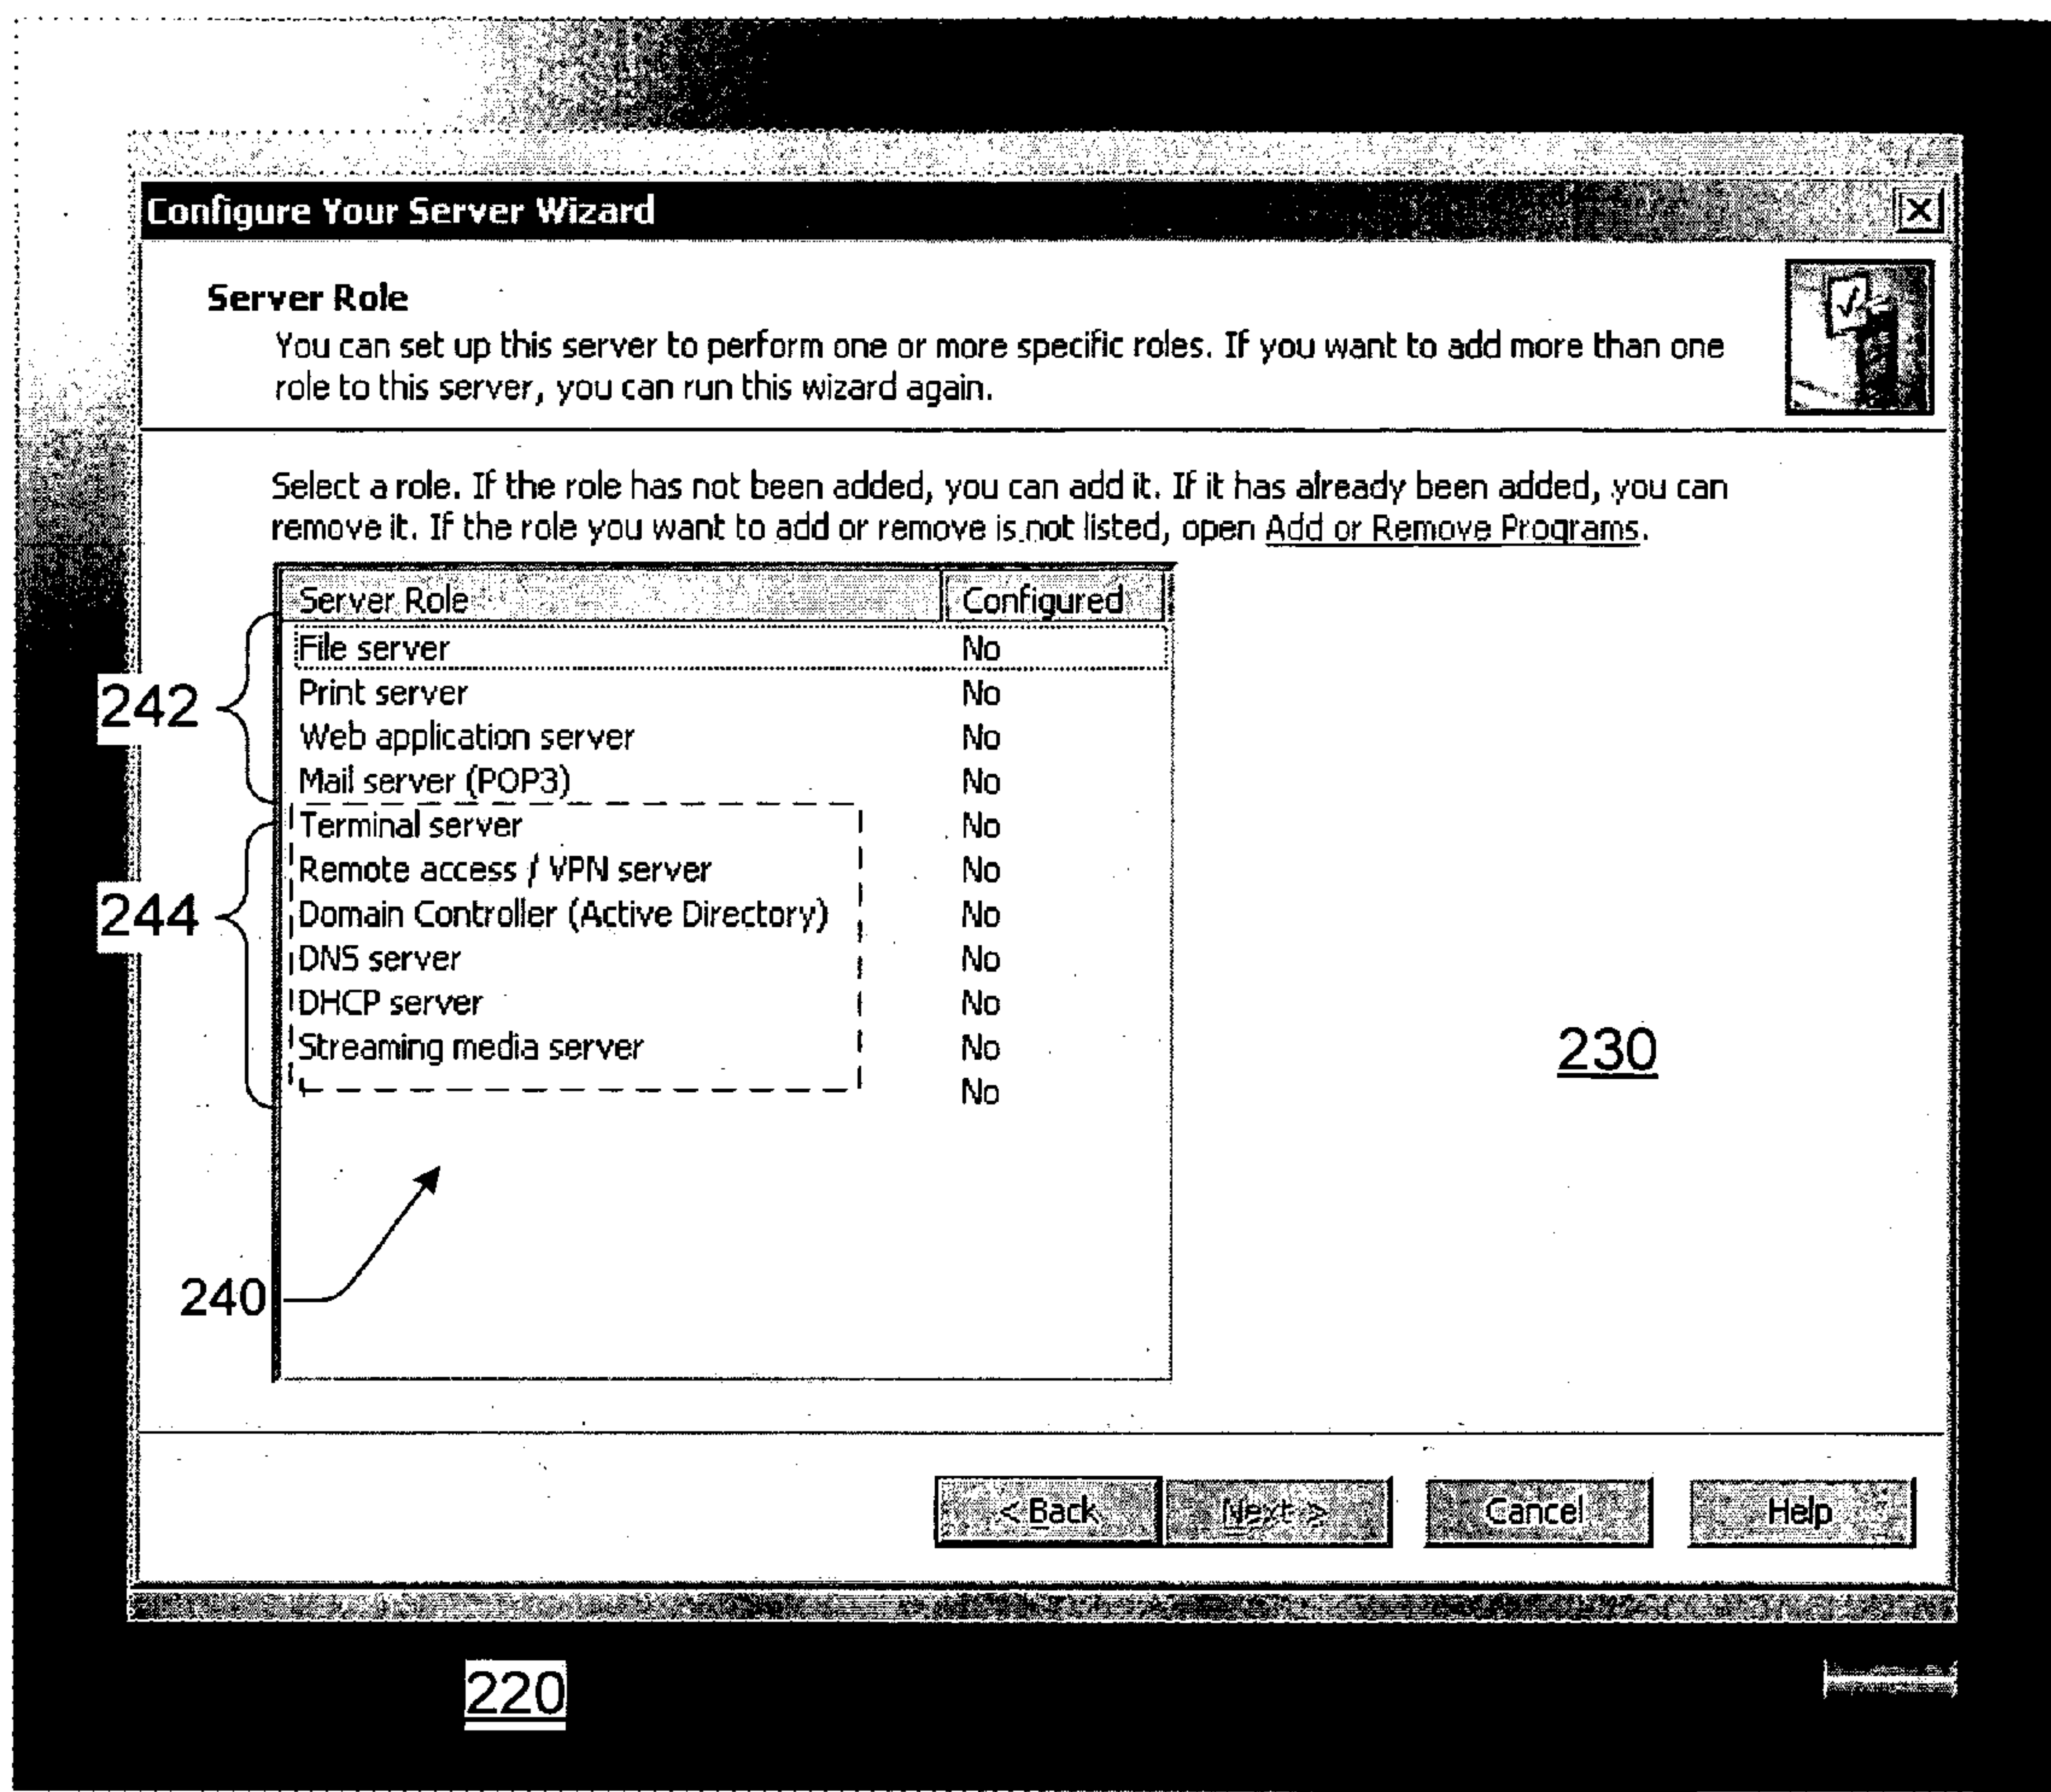 Configure Your Server Wizard
Server Role
You can set up this server to perform one or more specific roles. If you want to add more than one
role to this server, you can run this wizard again.
Select a role. If the role has not been added, you can add it. If it has already been added, you can
remove it. If the role you want to add or remove is not listed, open Add or Remove Programs.
Server Role Configured
File server No
Print server No
242
Web application server No
Mail server (POP3) No
Terminal server No
Remote access / VPN server No
244
Domain Controller (Active Directory) No
DNS server No
DHCP server No
Streaming media server No
230
No
240
< Back Next > Cancel Help
220